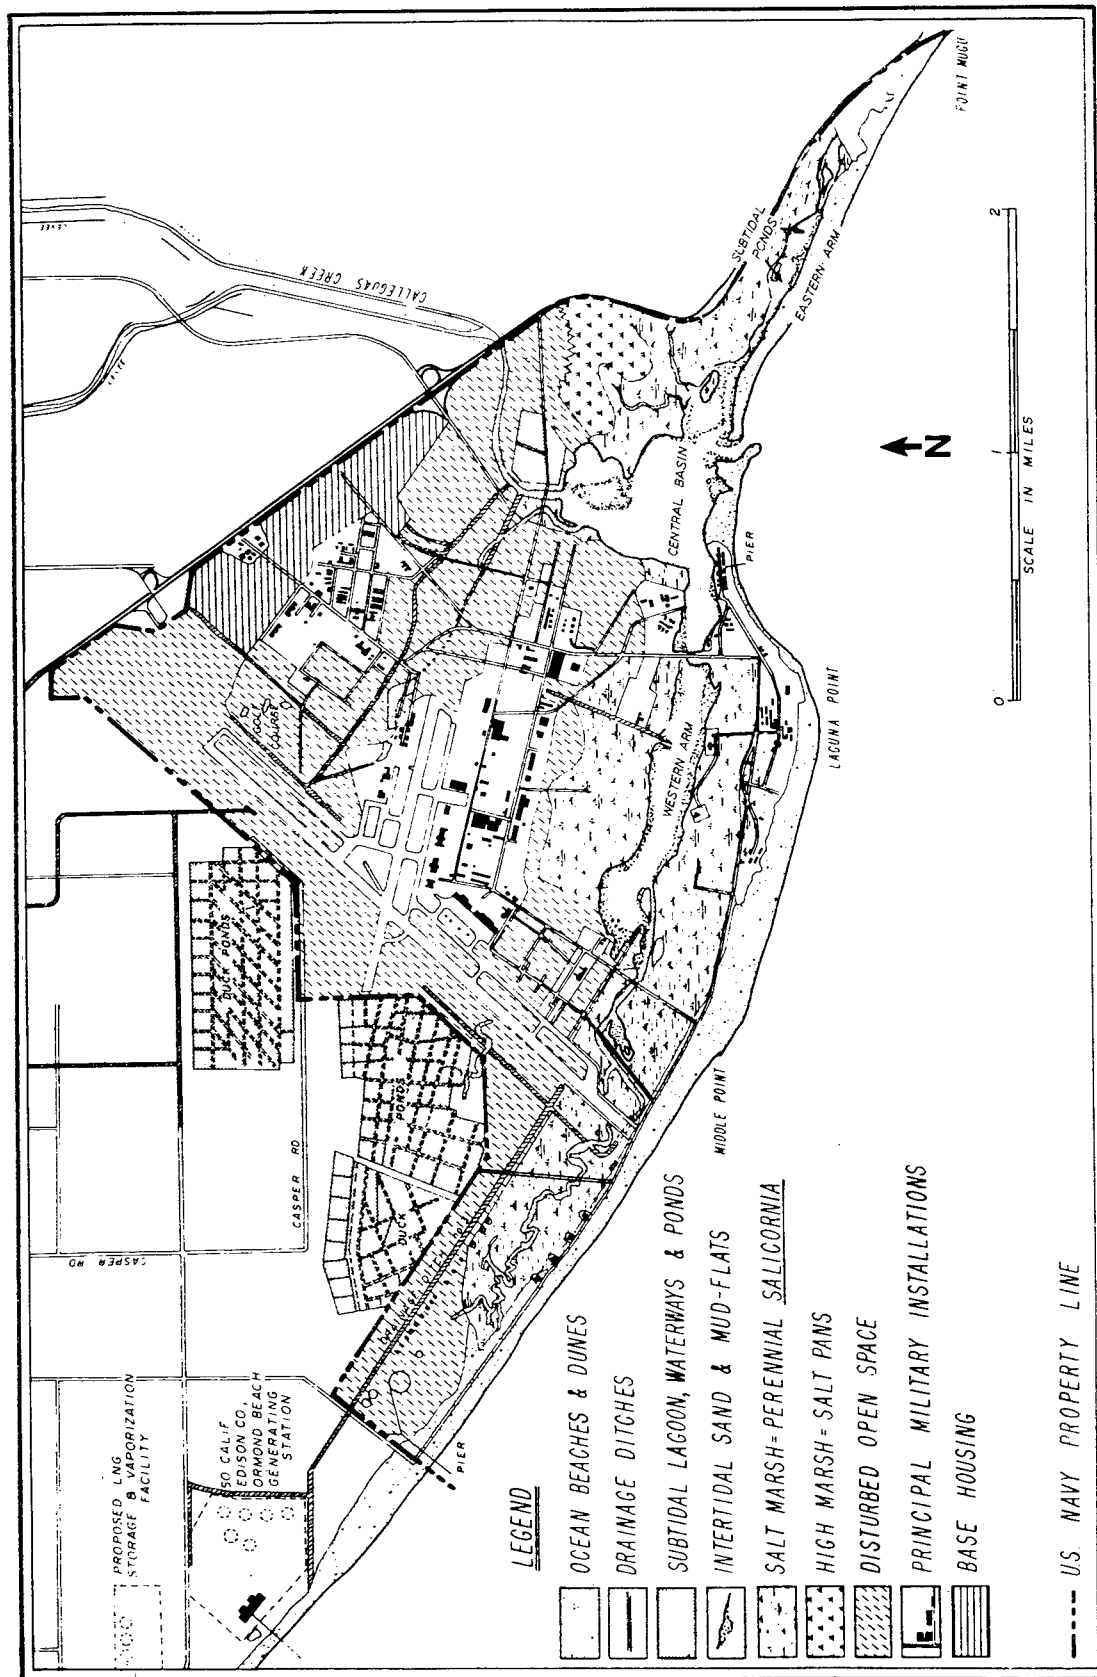 PROPOSED LNG
STORAGE & VAPORIZATION
FACILITY
SO CALIF
EDISON CO.,
ORMOND BEACH
GENERATING
STATION
CASPER RD
CASPER RD
DUCK PONDS
DUCK
PONDS
DUCK
PIER
GOLF
COURSE
LEVEE
LEVEE
CALLEGUAS CREEK
SUBTIDAL
PONDS
EASTERN ARM
CENTRAL BASIN
WESTERN ARM
PIER
POINT MUGU
LAGUNA POINT
MIDDLE POINT
N
0
1
2
SCALE IN MILES
LEGEND
OCEAN BEACHES & DUNES
DRAINAGE DITCHES
SUBTIDAL LAGOON, WATERWAYS & PONDS
INTERTIDAL SAND & MUD-FLATS
SALT MARSH = PERENNIAL SALICORNIA
HIGH MARSH = SALT PANS
DISTURBED OPEN SPACE
PRINCIPAL MILITARY INSTALLATIONS
BASE HOUSING
U.S. NAVY PROPERTY LINE